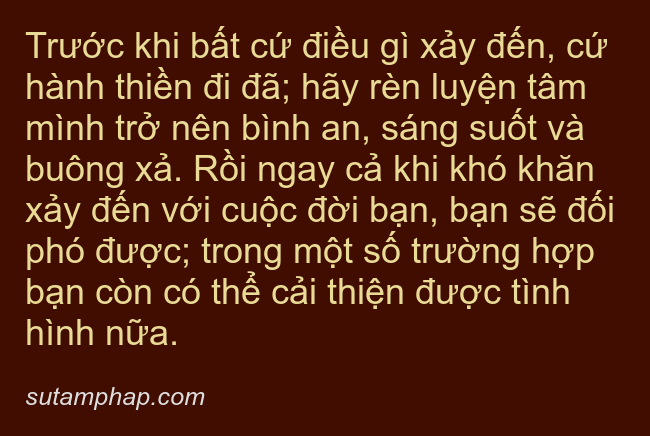 Trước khi bất cứ điều gì xảy đến, cứ
hành thiền đi đã; hãy rèn luyện tâm
mình trở nên bình an, sáng suốt và
buông xả. Rồi ngay cả khi khó khăn
xảy đến với cuộc đời bạn, bạn sẽ đối
phó được; trong một số trường hợp
bạn còn có thể cải thiện được tình
hình nữa.
sutamphap.com